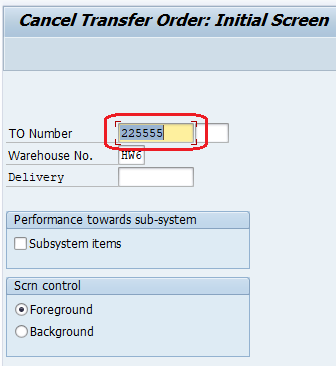 Cancel Transfer Order: Initial Screen
TO Number 225555
Warehouse No. HW6
Delivery
Performance towards sub-system
Subsystem items
Scrn control
Foreground
Background